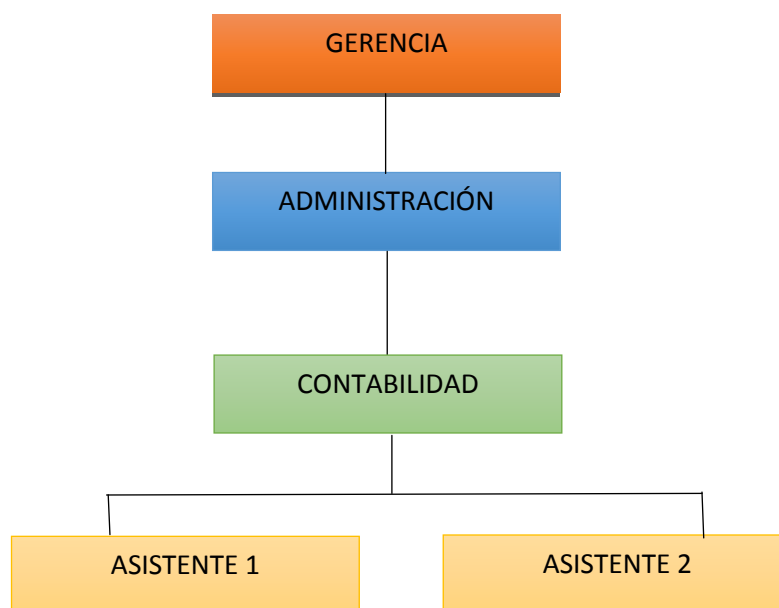 GERENCIA
ADMINISTRACIÓN
CONTABILIDAD
ASISTENTE 1
ASISTENTE 2